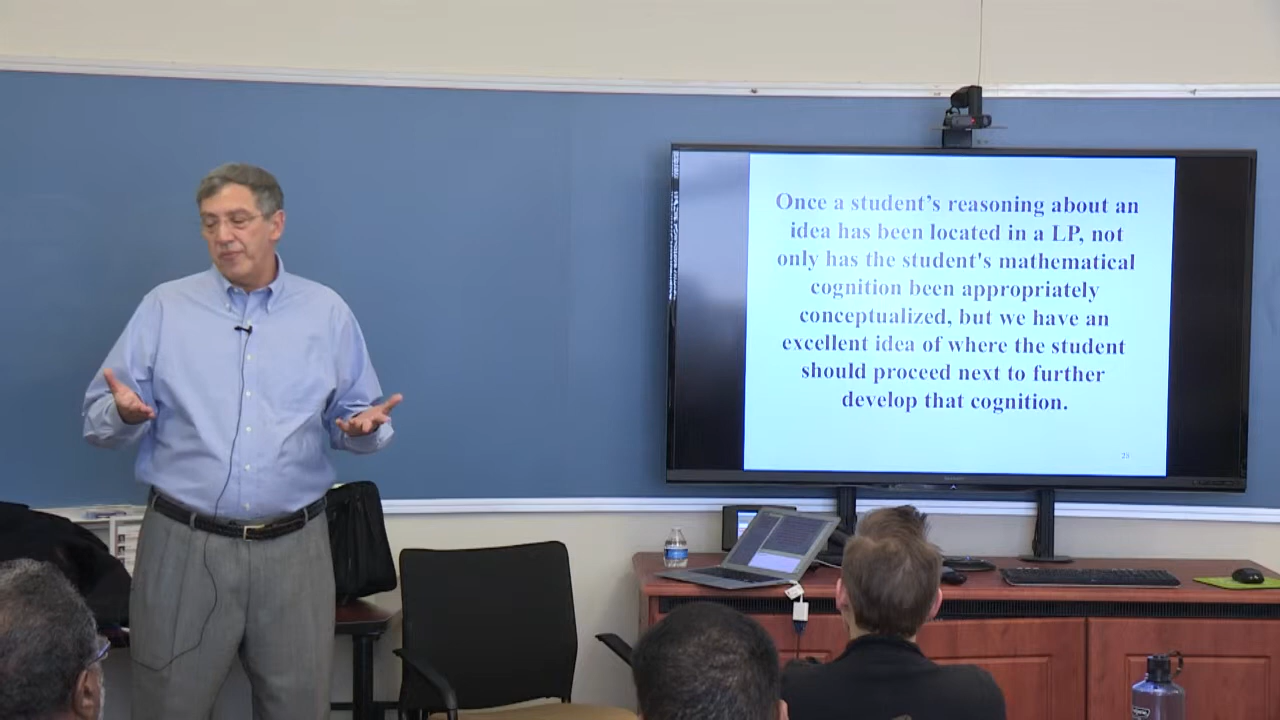 Once a student’s reasoning about an
idea has been located in a LP, not
only has the student's mathematical
cognition been appropriately
conceptualized, but we have an
excellent idea of where the student
should proceed next to further
develop that cognition.